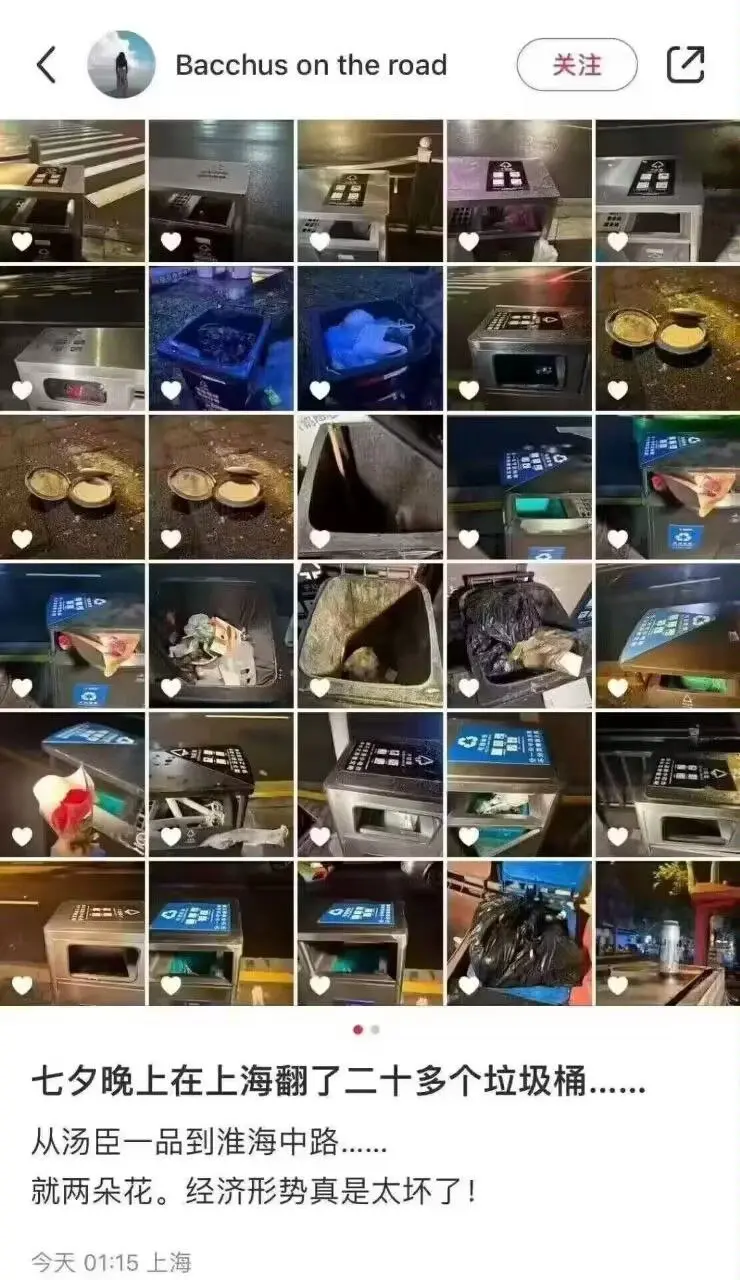 Bacchus on the road
关注
七夕晚上在上海翻了二十多个垃圾桶……
从汤臣一品到淮海中路……
就两朵花。经济形势真是太坏了！
今天 01:15 上海